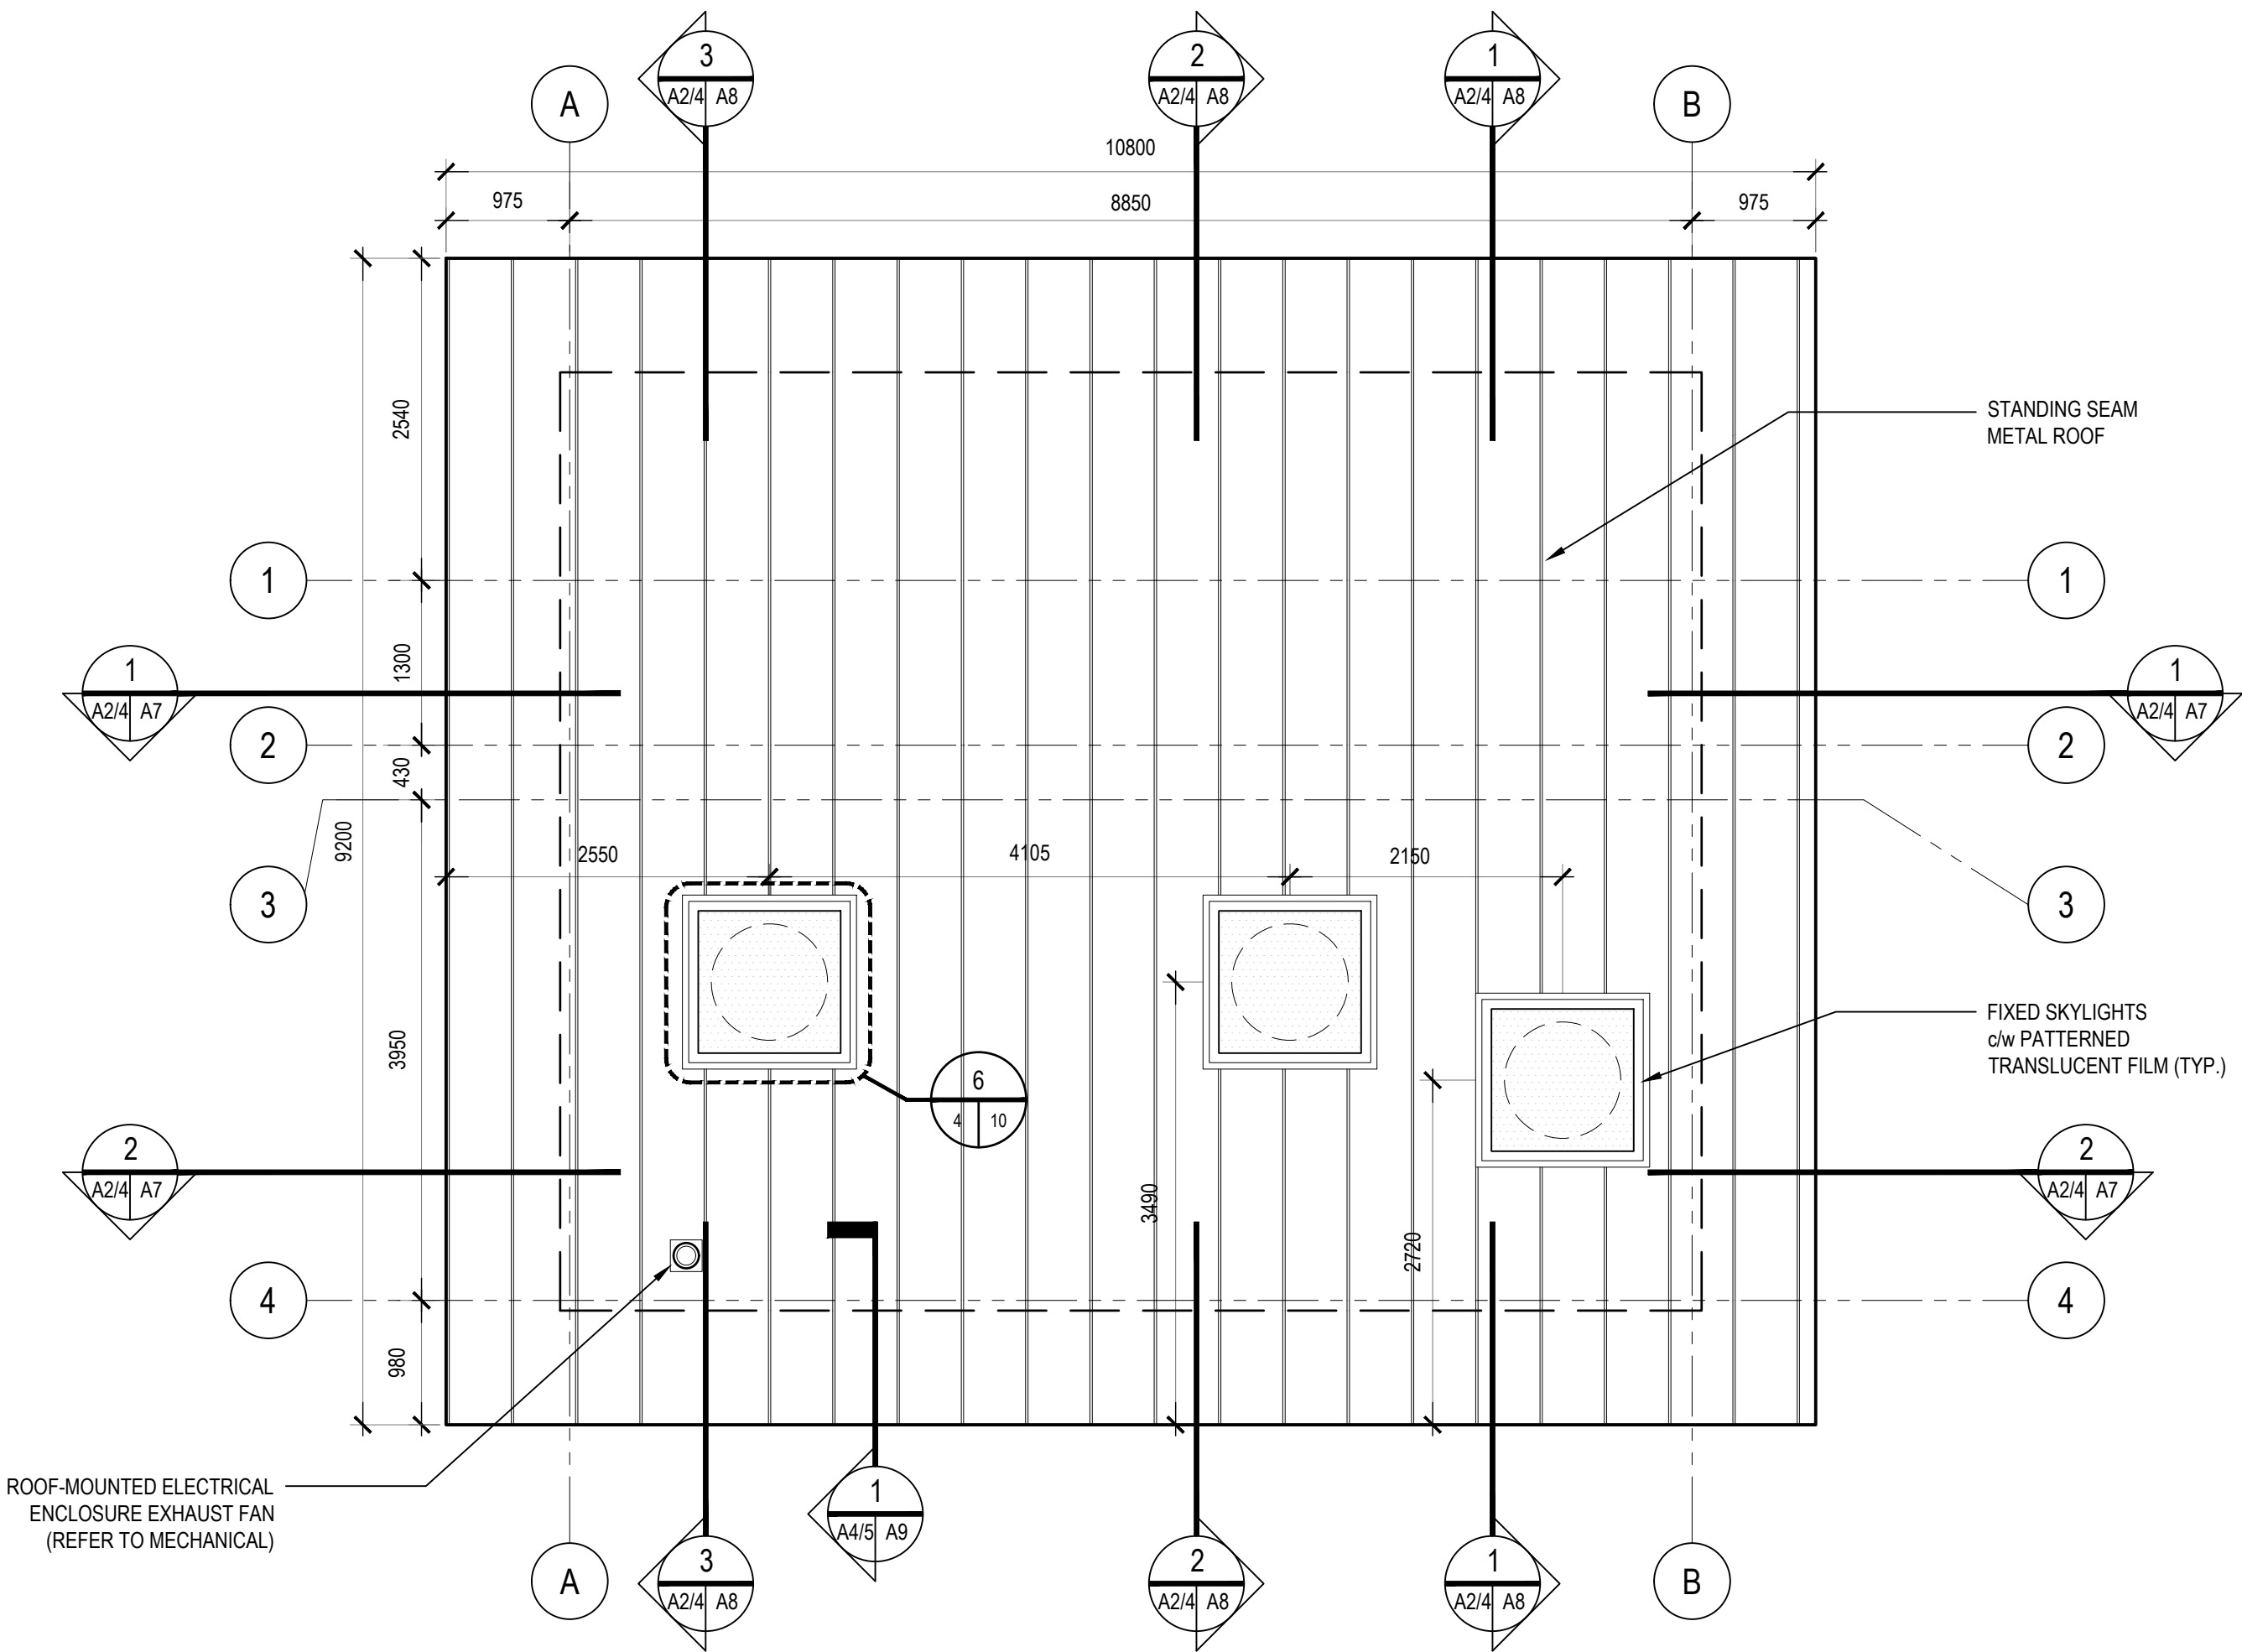 3
A2/4 A8
2
A2/4 A8
1
A2/4 A8
A
B
10800
975
8850
975
2540
STANDING SEAM
METAL ROOF
1
1
1300
1
A2/4 A7
1
A2/4 A7
2
2
430
9200
2550
4105
2150
3
3
3950
FIXED SKYLIGHTS
c/w PATTERNED
TRANSLUCENT FILM (TYP.)
6
4 10
2
A2/4 A7
2
A2/4 A7
3490
2720
4
4
980
ROOF-MOUNTED ELECTRICAL
ENCLOSURE EXHAUST FAN
(REFER TO MECHANICAL)
1
A4/5 A9
A
3
A2/4 A8
2
A2/4 A8
1
A2/4 A8
B